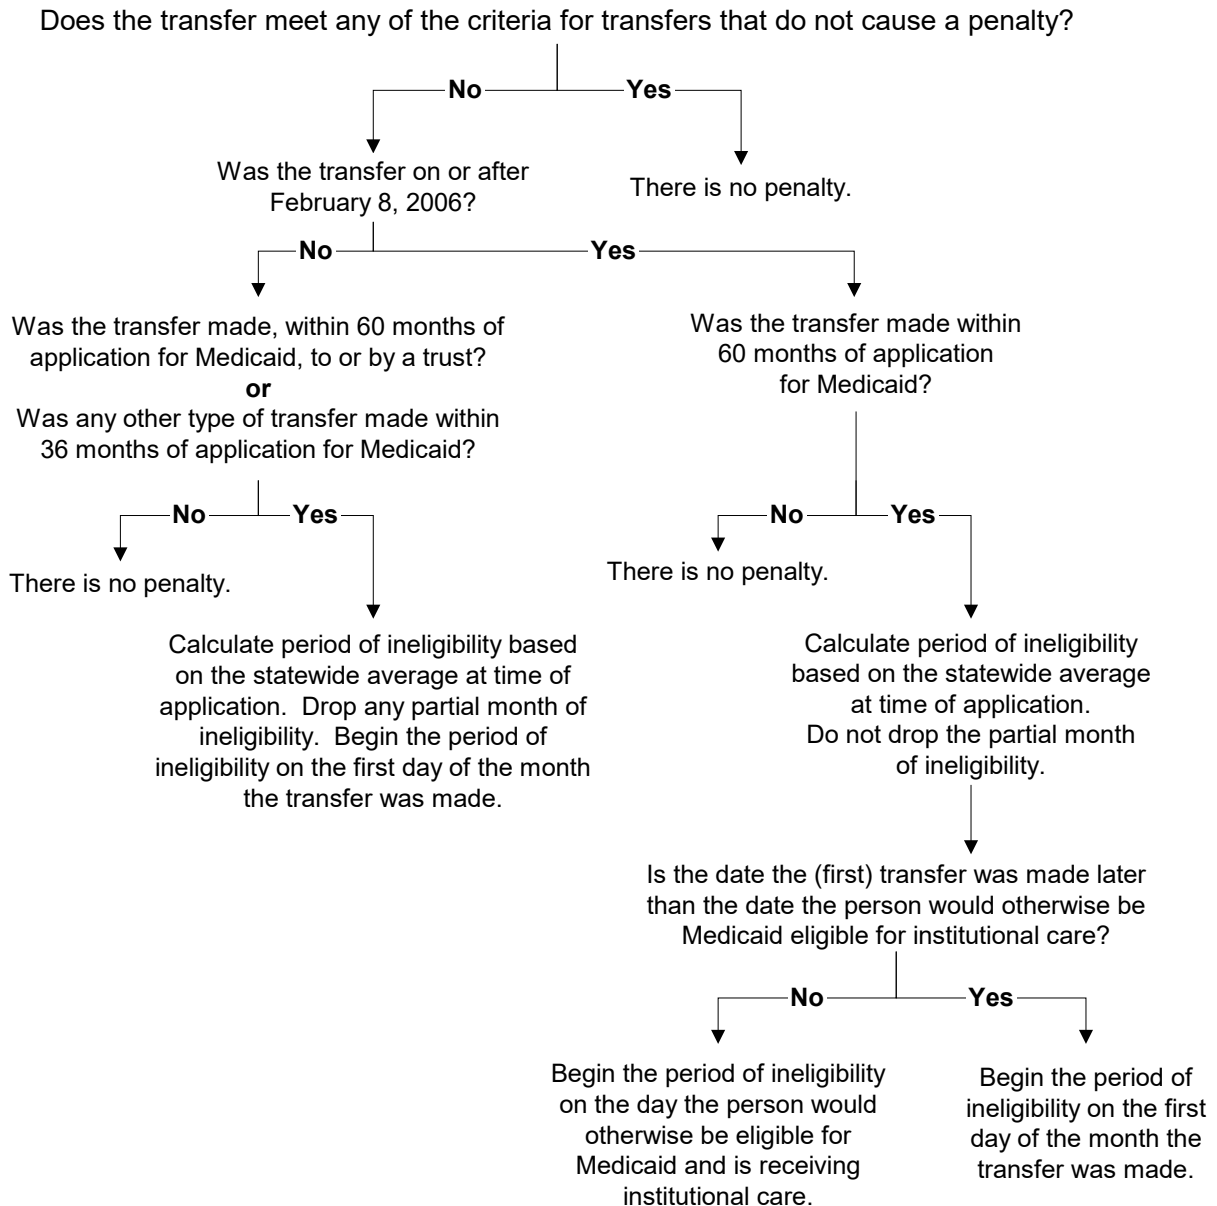 Does the transfer meet any of the criteria for transfers that do not cause a penalty?
No
Yes
Was the transfer on or after
February 8, 2006?
There is no penalty.
No
Yes
Was the transfer made, within 60 months of
application for Medicaid, to or by a trust?
or
Was any other type of transfer made within
36 months of application for Medicaid?
Was the transfer made within
60 months of application
for Medicaid?
No
Yes
No
Yes
There is no penalty.
There is no penalty.
Calculate period of ineligibility based
on the statewide average at time of
application.  Drop any partial month of
ineligibility.  Begin the period of
ineligibility on the first day of the month
the transfer was made.
Calculate period of ineligibility
based on the statewide average
at time of application.
Do not drop the partial month
of ineligibility.
Is the date the (first) transfer was made later
than the date the person would otherwise be
Medicaid eligible for institutional care?
No
Yes
Begin the period of ineligibility
on the day the person would
otherwise be eligible for
Medicaid and is receiving
institutional care.
Begin the period of
ineligibility on the first
day of the month the
transfer was made.